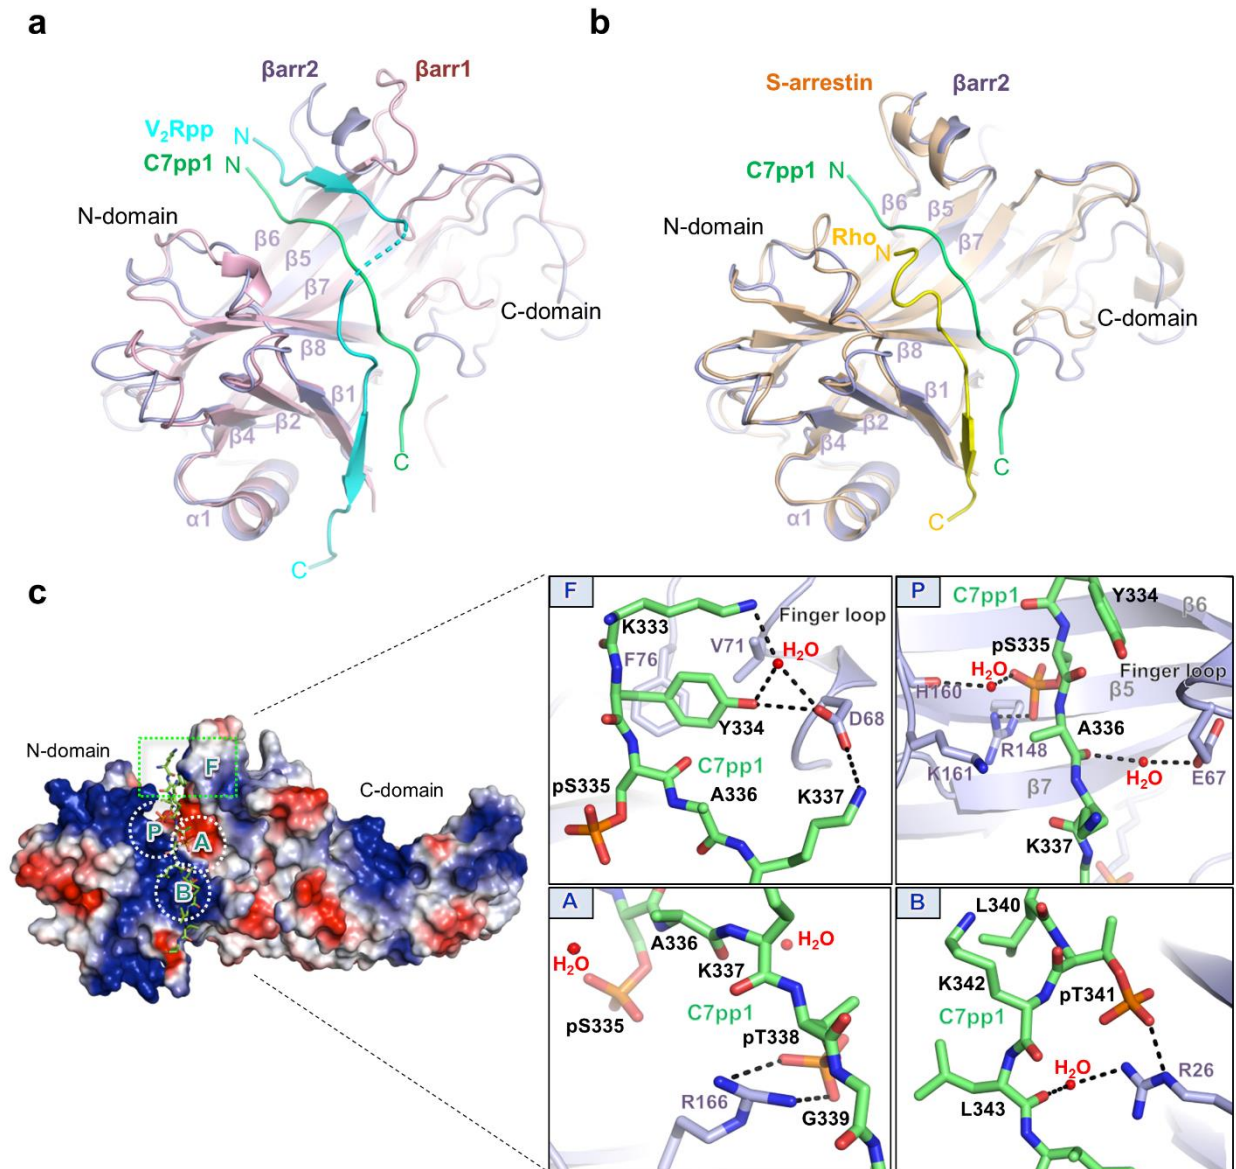 a
βarr2
βarr1
V₂Rpp
N
C7pp1
N
N-domain
β6
β5
β7
C-domain
β8
β1
β2
β4
C
α1
C
b
S-arrestin
βarr2
C7pp1
N
β6
β5
N-domain
Rho
N
β7
C-domain
β8
β1
β2
β4
C
α1
C
c
N-domain
F
C-domain
P
A
B
F
K333
Finger loop
V71
H₂O
F76
Y334
D68
C7pp1
pS335
A336
K337
P
C7pp1
Y334
β6
pS335
H₂O
Finger loop
H160
β5
A336
R148
K161
H₂O
E67
β7
K337
A
A336
H₂O
H₂O
K337
pS335
C7pp1
pT338
R166
G339
B
L340
K342
pT341
C7pp1
H₂O
R26
L343